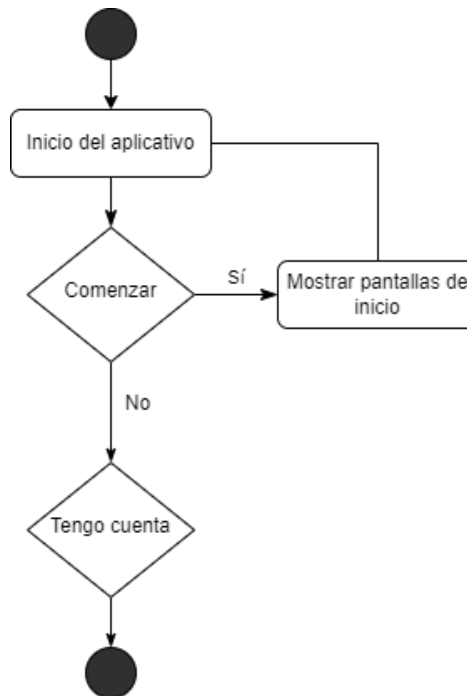 Inicio del aplicativo
Comenzar
Sí
Mostrar pantallas de
inicio
No
Tengo cuenta